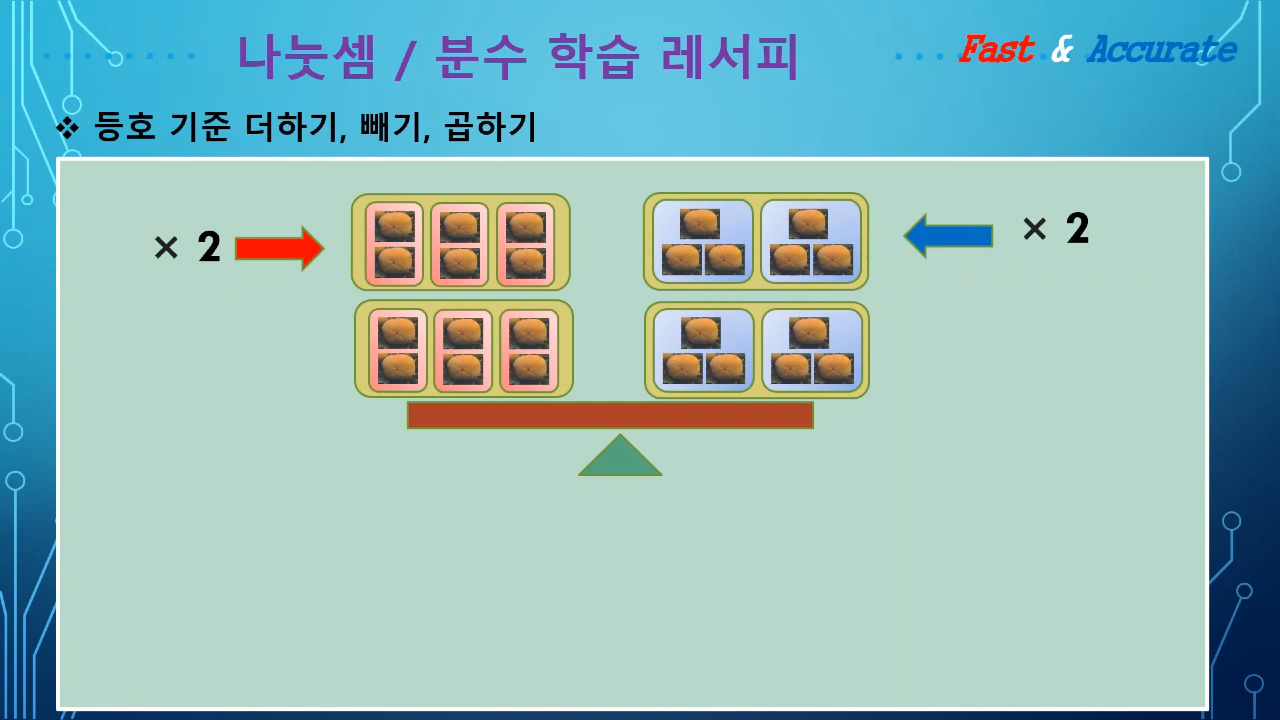 나눗셈 / 분수 학습 레서피
Fast & Accurate
❖ 등호 기준 더하기, 빼기, 곱하기
× 2
× 2